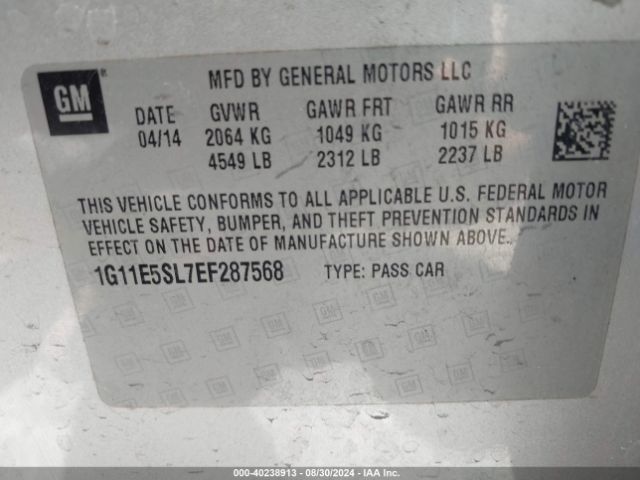 GM ®
MFD BY GENERAL MOTORS LLC
DATE GVWR GAWR FRT GAWR RR
04/14 2064 KG 1049 KG 1015 KG
4549 LB 2312 LB 2237 LB
THIS VEHICLE CONFORMS TO ALL APPLICABLE U.S. FEDERAL MOTOR
VEHICLE SAFETY, BUMPER, AND THEFT PREVENTION STANDARDS IN
EFFECT ON THE DATE OF MANUFACTURE SHOWN ABOVE.
1G11E5SL7EF287568 TYPE: PASS CAR
000-40238913 - 08/30/2024 - IAA Inc.